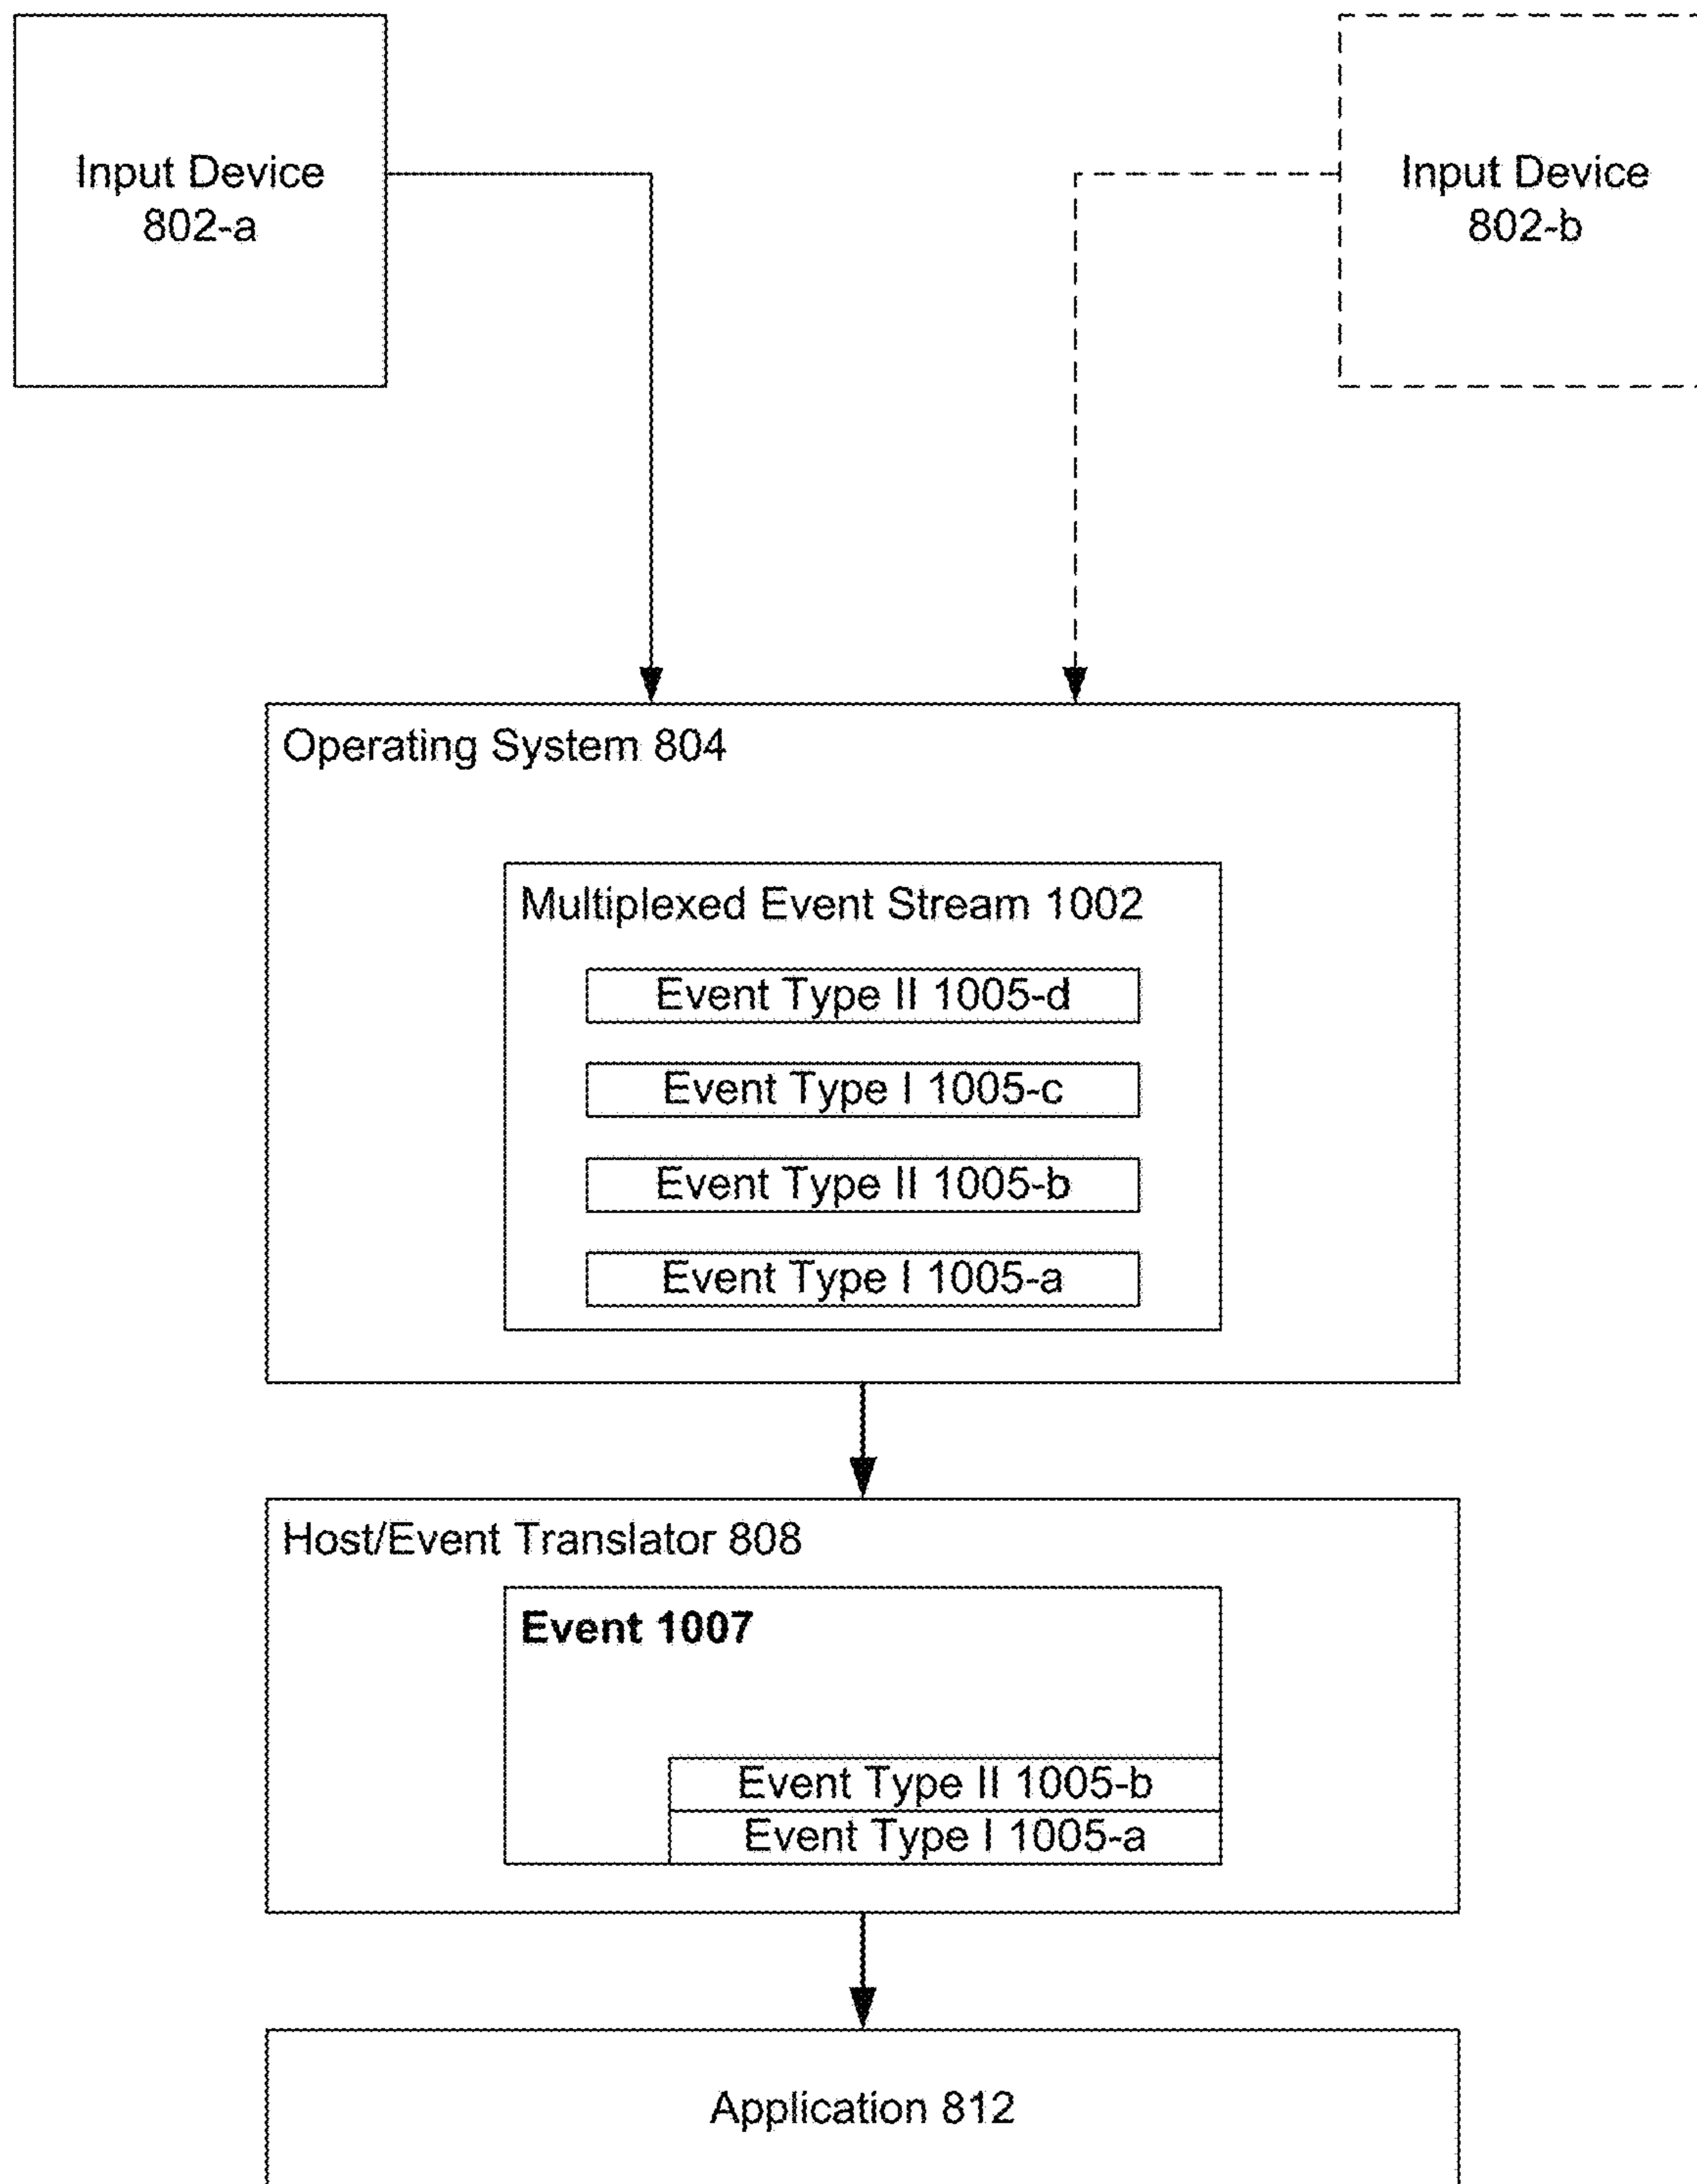 Input Device
802-a
Input Device
802-b
Operating System 804
Multiplexed Event Stream 1002
Event Type II 1005-d
Event Type I 1005-c
Event Type II 1005-b
Event Type I 1005-a
Host/Event Translator 808
Event 1007
Event Type II 1005-b
Event Type I 1005-a
Application 812